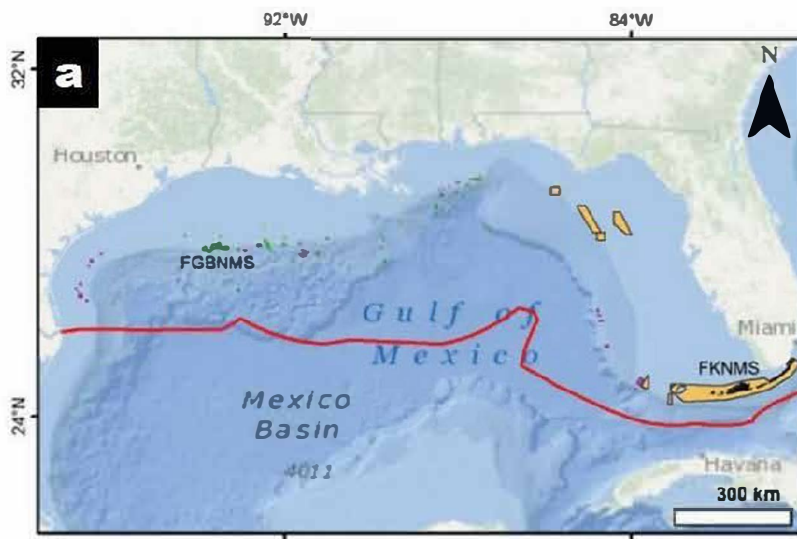 92°W
84°W
32°N
a
N
Houston
FGBNMS
Gulf of
Mexico
Miami
FKNMS
24°N
Mexico
Basin
4011
Havana
300 km